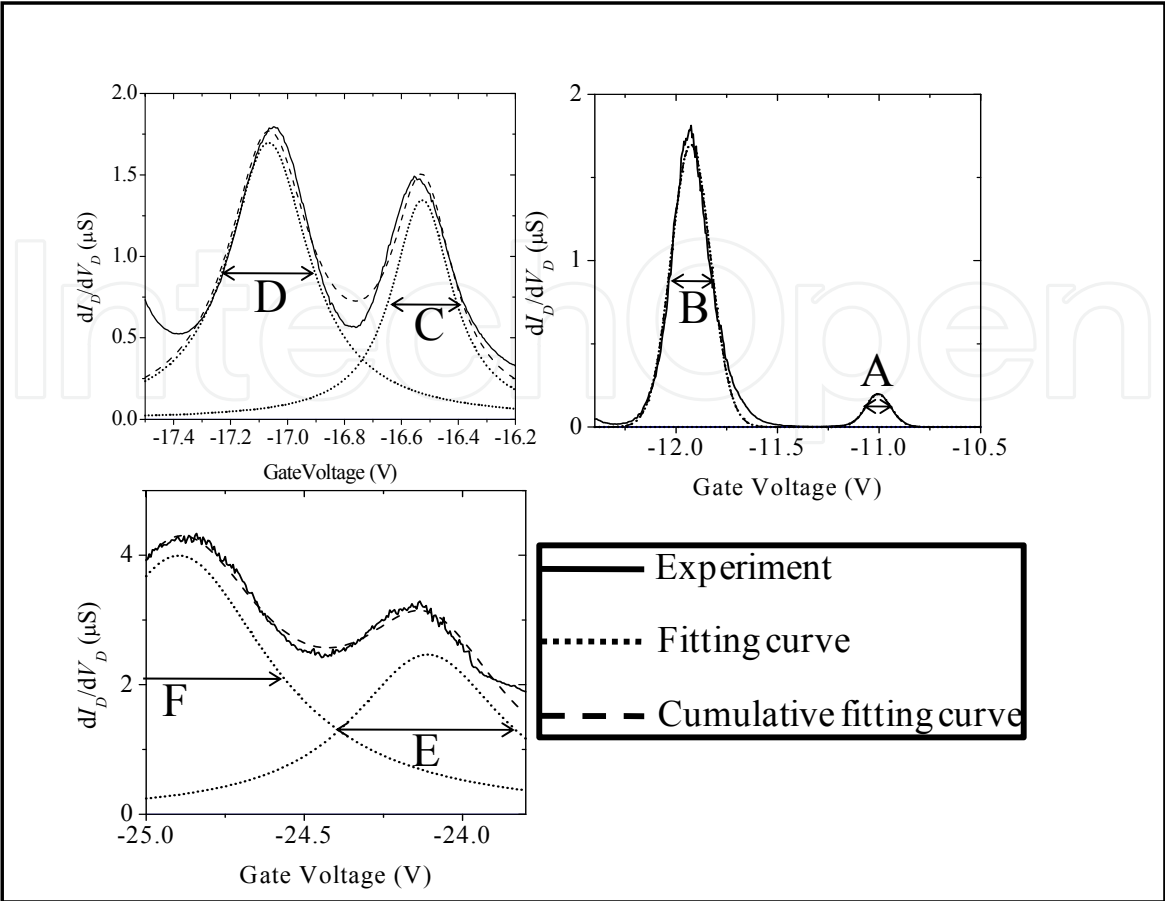 2.0
1.5
1.0
0.5
0.0
dI_D/dV_D (μS)
D
C
-17.4 -17.2 -17.0 -16.8 -16.6 -16.4 -16.2
GateVoltage (V)
2
1
0
dI_D/dV_D (μS)
B
A
-12.0 -11.5 -11.0 -10.5
Gate Voltage (V)
4
2
0
dI_D/dV_D (μS)
F
E
-25.0 -24.5 -24.0
Gate Voltage (V)
Experiment
Fitting curve
Cumulative fitting curve
IntechOpen